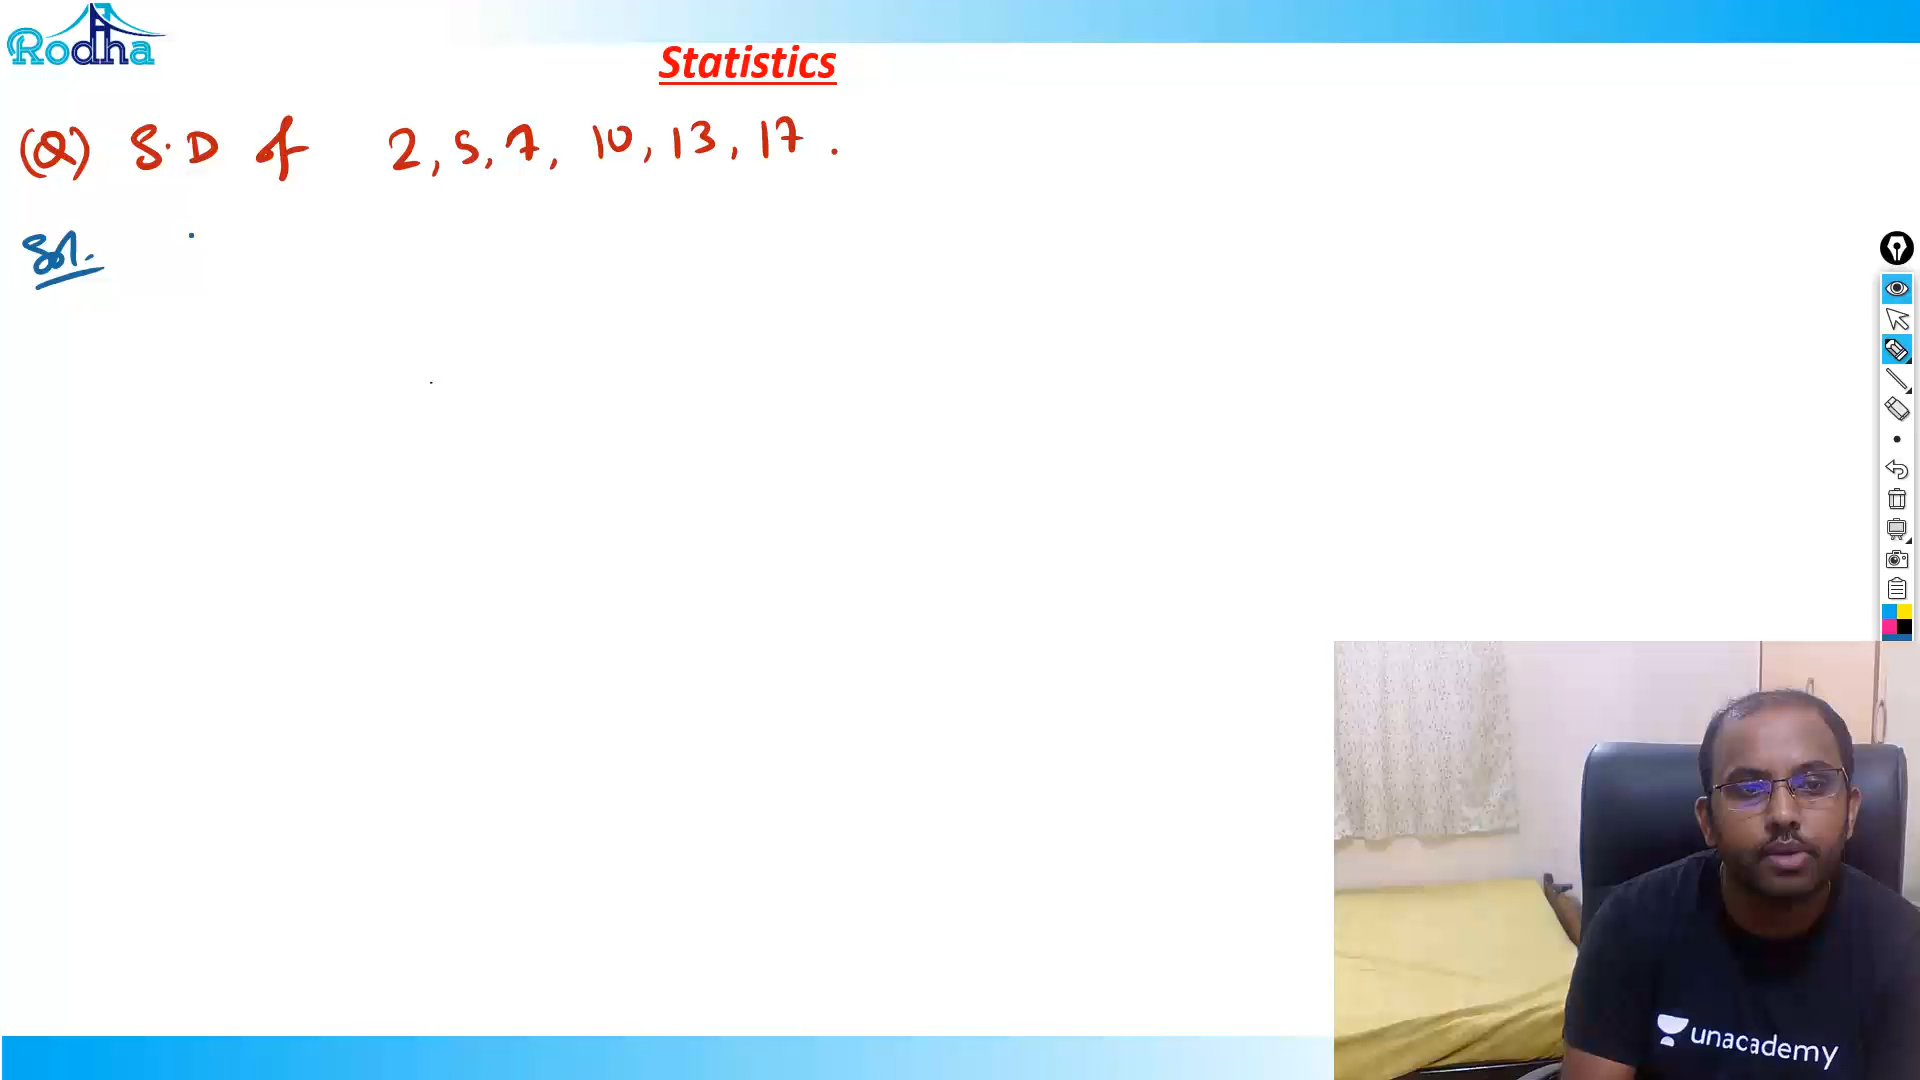 Rodha
Statistics
(Q) S.D of 2, 5, 7, 10, 13, 17.
Sol.
unacademy